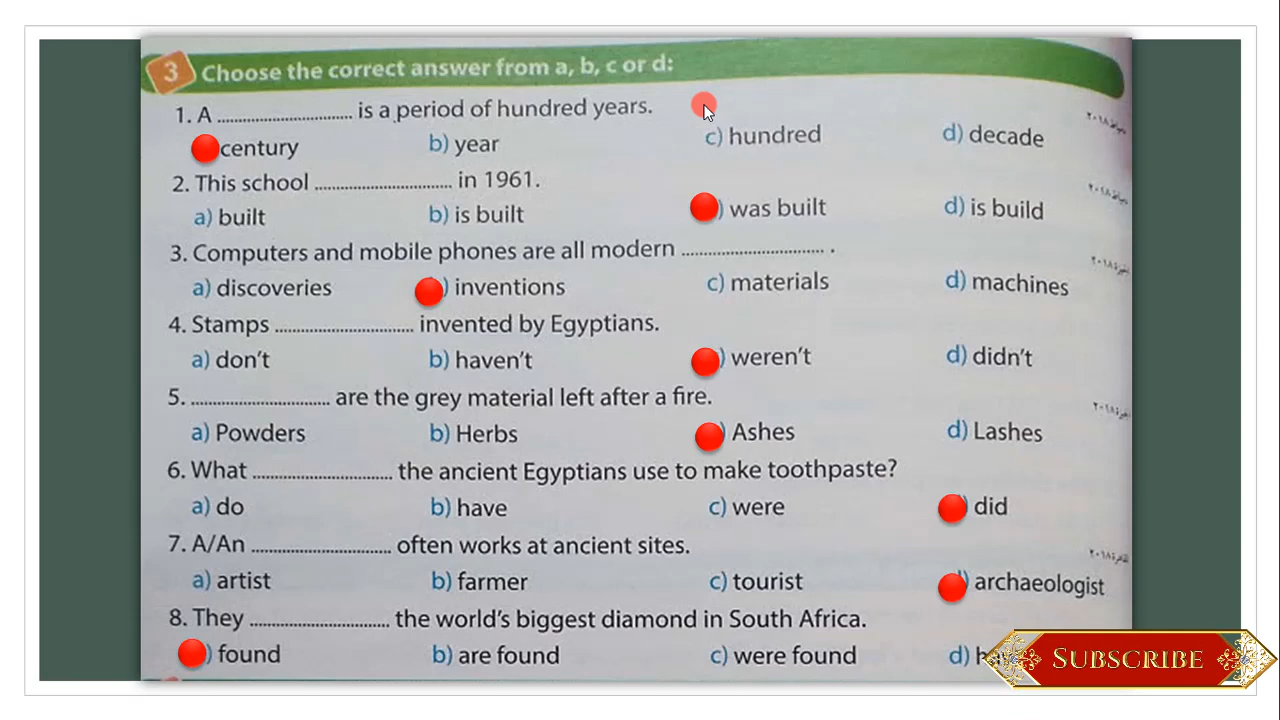 3 Choose the correct answer from a, b, c or d:
1. A .............................. is a period of hundred years.
century b) year c) hundred d) decade
2. This school .............................. in 1961.
a) built b) is built ) was built d) is build
3. Computers and mobile phones are all modern .............................. .
a) discoveries ) inventions c) materials d) machines
4. Stamps .............................. invented by Egyptians.
a) don't b) haven't ) weren't d) didn't
5. .............................. are the grey material left after a fire.
a) Powders b) Herbs ) Ashes d) Lashes
6. What .............................. the ancient Egyptians use to make toothpaste?
a) do b) have c) were ) did
7. A/An .............................. often works at ancient sites.
a) artist b) farmer c) tourist ) archaeologist
8. They .............................. the world's biggest diamond in South Africa.
) found b) are found c) were found d)
SUBSCRIBE